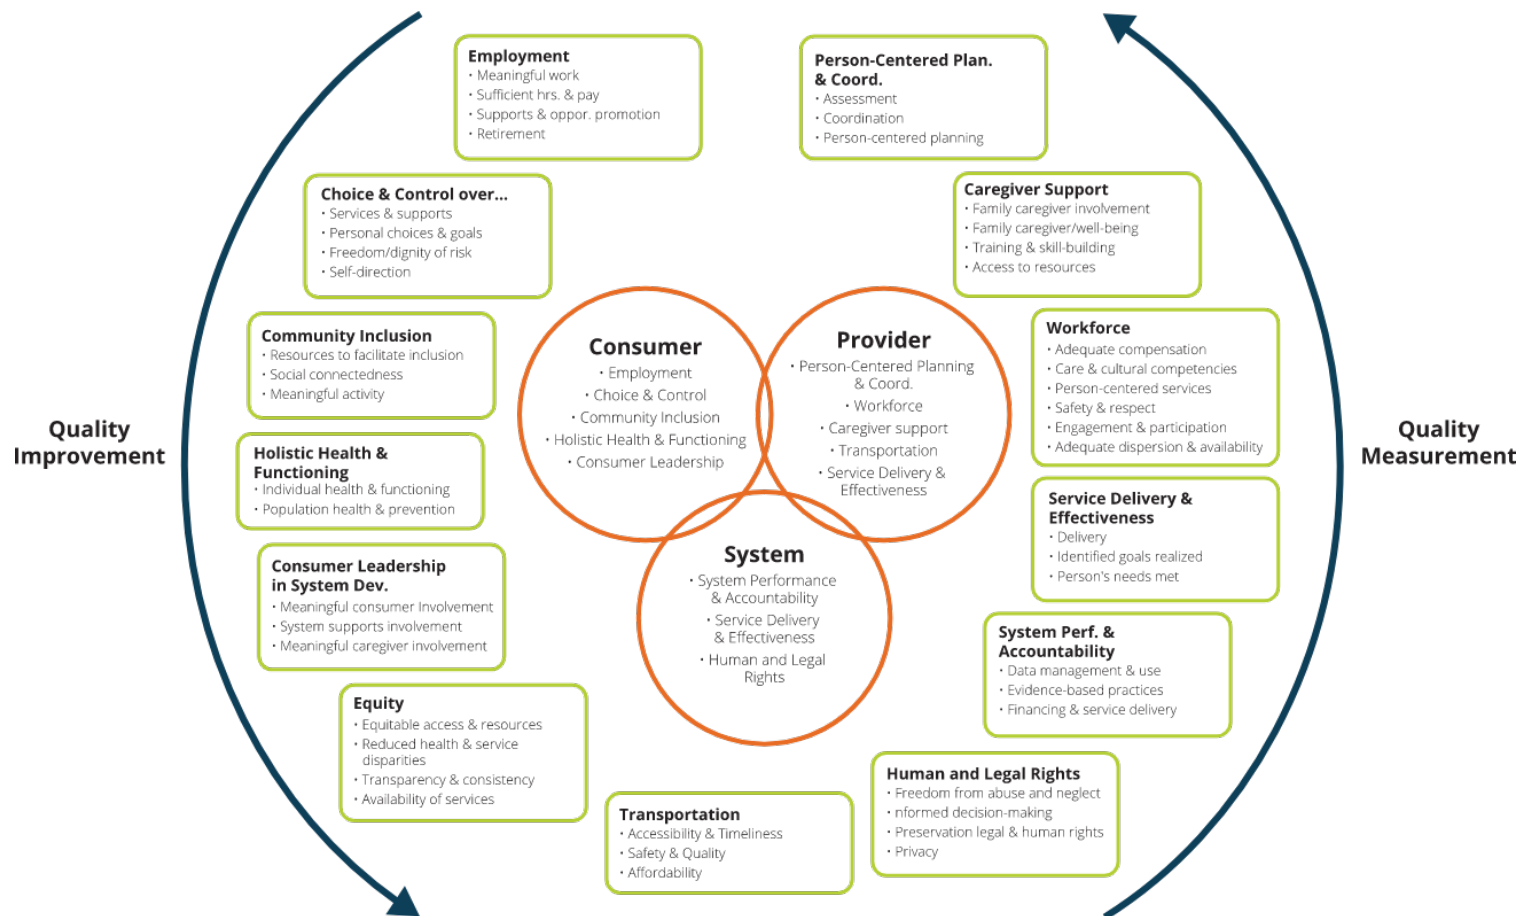 Employment
• Meaningful work
• Sufficient hrs. & pay
• Supports & oppor. promotion
• Retirement
Person-Centered Plan.
& Coord.
• Assessment
• Coordination
• Person-centered planning
Choice & Control over...
• Services & supports
• Personal choices & goals
• Freedom/dignity of risk
• Self-direction
Caregiver Support
• Family caregiver involvement
• Family caregiver/well-being
• Training & skill-building
• Access to resources
Community Inclusion
• Resources to facilitate inclusion
• Social connectedness
• Meaningful activity
Consumer
• Employment
• Choice & Control
• Community Inclusion
• Holistic Health & Functioning
• Consumer Leadership
Provider
• Person-Centered Planning
& Coord.
• Workforce
• Caregiver support
• Transportation
• Service Delivery &
Effectiveness
Workforce
• Adequate compensation
• Care & cultural competencies
• Person-centered services
• Safety & respect
• Engagement & participation
• Adequate dispersion & availability
Quality
Improvement
Quality
Measurement
Holistic Health &
Functioning
• Individual health & functioning
• Population health & prevention
Service Delivery &
Effectiveness
• Delivery
• Identified goals realized
• Person's needs met
System
• System Performance
& Accountability
• Service Delivery
& Effectiveness
• Human and Legal
Rights
Consumer Leadership
in System Dev.
• Meaningful consumer Involvement
• System supports involvement
• Meaningful caregiver involvement
System Perf. &
Accountability
• Data management & use
• Evidence-based practices
• Financing & service delivery
Equity
• Equitable access & resources
• Reduced health & service
disparities
• Transparency & consistency
• Availability of services
Human and Legal Rights
• Freedom from abuse and neglect
• nformed decision-making
• Preservation legal & human rights
• Privacy
Transportation
• Accessibility & Timeliness
• Safety & Quality
• Affordability